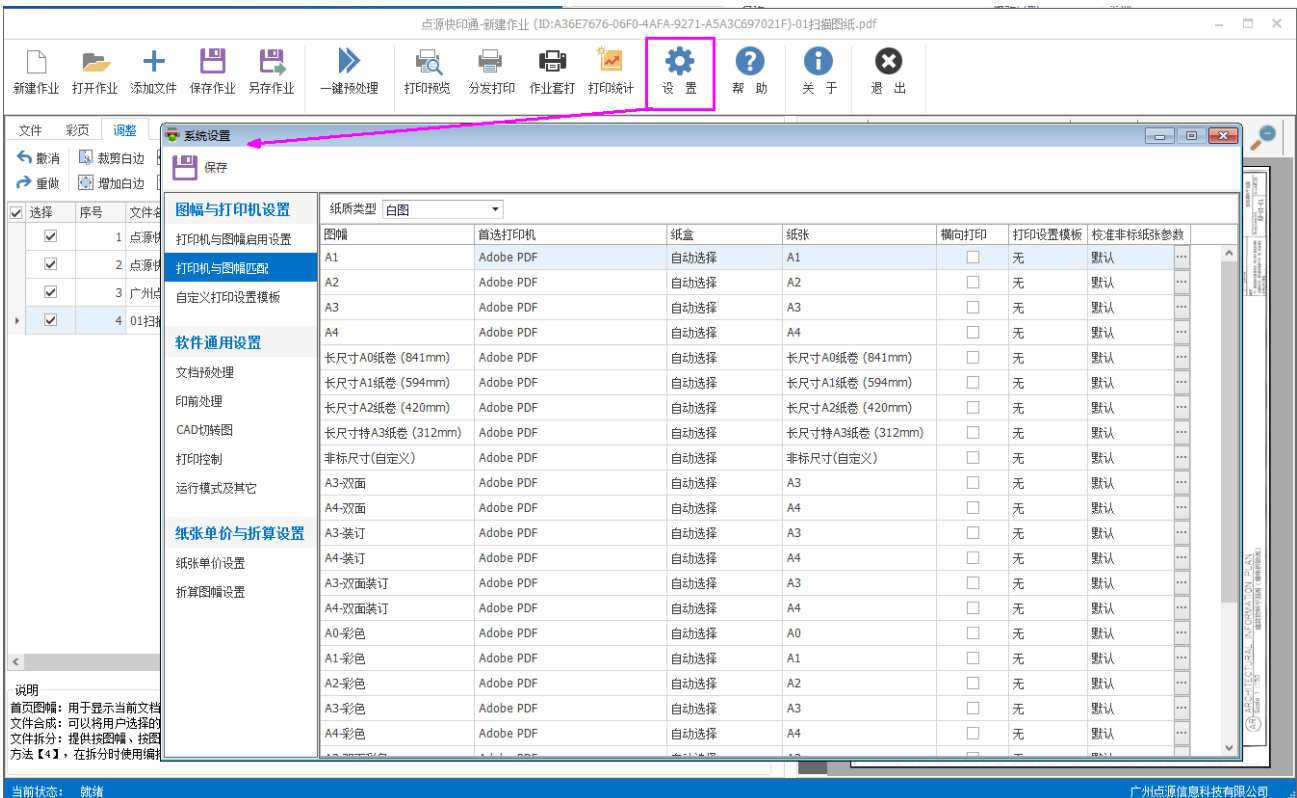 点源快印通-新建作业 (ID:A36E7676-06F0-4AFA-9271-A5A3C697021F)-01扫描图纸.pdf
新建作业 打开作业 添加文件 保存作业 另存作业 一键预处理 打印预览 分发打印 作业套打 打印统计 设 置 帮 助 关 于 退 出
文件 彩页 调整
系统设置
撤消 裁剪白边
重做 增加白边
保存
选择 序号 文件名
1 点源快
2 点源快
3 广州点
4 01扫描
图幅与打印机设置
打印机与图幅启用设置
打印机与图幅匹配
自定义打印设置模板
软件通用设置
文档预处理
印前处理
CAD切转图
打印控制
运行模式及其它
纸张单价与折算设置
纸张单价设置
折算图幅设置
纸质类型 白图
图幅 首选打印机 纸盒 纸张 横向打印 打印设置模板 校准非标纸张参数
A1 Adobe PDF 自动选择 A1 无 默认 ...
A2 Adobe PDF 自动选择 A2 无 默认 ...
A3 Adobe PDF 自动选择 A3 无 默认 ...
A4 Adobe PDF 自动选择 A4 无 默认 ...
长尺寸A0纸卷 (841mm) Adobe PDF 自动选择 长尺寸A0纸卷 (841mm) 无 默认 ...
长尺寸A1纸卷 (594mm) Adobe PDF 自动选择 长尺寸A1纸卷 (594mm) 无 默认 ...
长尺寸A2纸卷 (420mm) Adobe PDF 自动选择 长尺寸A2纸卷 (420mm) 无 默认 ...
长尺寸特A3纸卷 (312mm) Adobe PDF 自动选择 长尺寸特A3纸卷 (312mm) 无 默认 ...
非标尺寸(自定义) Adobe PDF 自动选择 非标尺寸(自定义) 无 默认 ...
A3-双面 Adobe PDF 自动选择 A3 无 默认 ...
A4-双面 Adobe PDF 自动选择 A4 无 默认 ...
A3-装订 Adobe PDF 自动选择 A3 无 默认 ...
A4-装订 Adobe PDF 自动选择 A4 无 默认 ...
A3-双面装订 Adobe PDF 自动选择 A3 无 默认 ...
A4-双面装订 Adobe PDF 自动选择 A4 无 默认 ...
A0-彩色 Adobe PDF 自动选择 A0 无 默认 ...
A1-彩色 Adobe PDF 自动选择 A1 无 默认 ...
A2-彩色 Adobe PDF 自动选择 A2 无 默认 ...
A3-彩色 Adobe PDF 自动选择 A3 无 默认 ...
A4-彩色 Adobe PDF 自动选择 A4 无 默认 ...
说明
首页图幅: 用于显示当前文档
文件合成: 可以将用户选择的
文件拆分: 提供按图幅、按图
方法【4】, 在拆分时使用编
ARCHITECTURAL INFORMATION PLAN
AR
Scale 1 : 150
当前状态: 就绪
广州点源信息科技有限公司